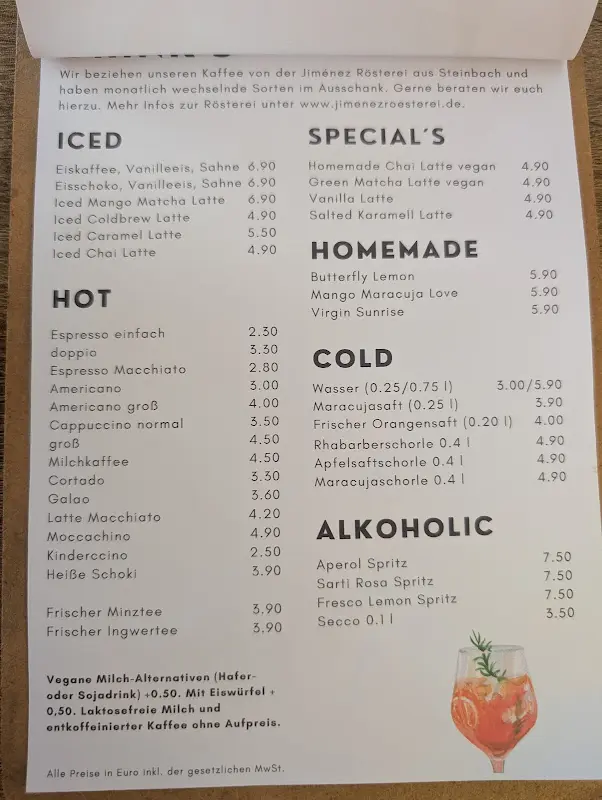 Wir beziehen unseren Kaffee von der Jiménez Rösterei aus Steinbach und
haben monatlich wechselnde Sorten im Ausschank. Gerne beraten wir euch
hierzu. Mehr Infos zur Rösterei unter www.jimenezroesterei.de.
ICED
Eiskaffee, Vanilleeis, Sahne 6.90
Eisschoko, Vanilleeis, Sahne 6.90
Iced Mango Matcha Latte 6.90
Iced Coldbrew Latte 4.90
Iced Caramel Latte 5.50
Iced Chai Latte 4.90
HOT
Espresso einfach 2.30
doppio 3.30
Espresso Macchiato 2.80
Americano 3.00
Americano groß 4.00
Cappuccino normal 3.50
groß 4.50
Milchkaffee 4.50
Cortado 3.30
Galao 3.60
Latte Macchiato 4.20
Moccachino 4.90
Kinderccino 2.50
Heiße Schoki 3.90
Frischer Minztee 3,90
Frischer Ingwertee 3.90
Vegane Milch-Alternativen (Hafer-
oder Sojadrink) +0.50. Mit Eiswürfel +
0,50. Laktosefreie Milch und
entkoffeinierter Kaffee ohne Aufpreis.
Alle Preise in Euro inkl. der gesetzlichen MwSt.
SPECIAL´S
Homemade Chai Latte vegan 4.90
Green Matcha Latte vegan 4.90
Vanilla Latte 4.90
Salted Karamell Latte 4.90
HOMEMADE
Butterfly Lemon 5.90
Mango Maracuja Love 5.90
Virgin Sunrise 5.90
COLD
Wasser (0.25/0.75 l) 3.00/5.90
Maracujasaft (0.25 l) 3.90
Frischer Orangensaft (0.20 l) 4.00
Rhabarberschorle 0.4 l 4.90
Apfelsaftschorle 0.4 l 4.90
Maracujaschorle 0.4 l 4.90
ALKOHOLIC
Aperol Spritz 7.50
Sarti Rosa Spritz 7.50
Fresco Lemon Spritz 7.50
Secco 0.1 l 3.50